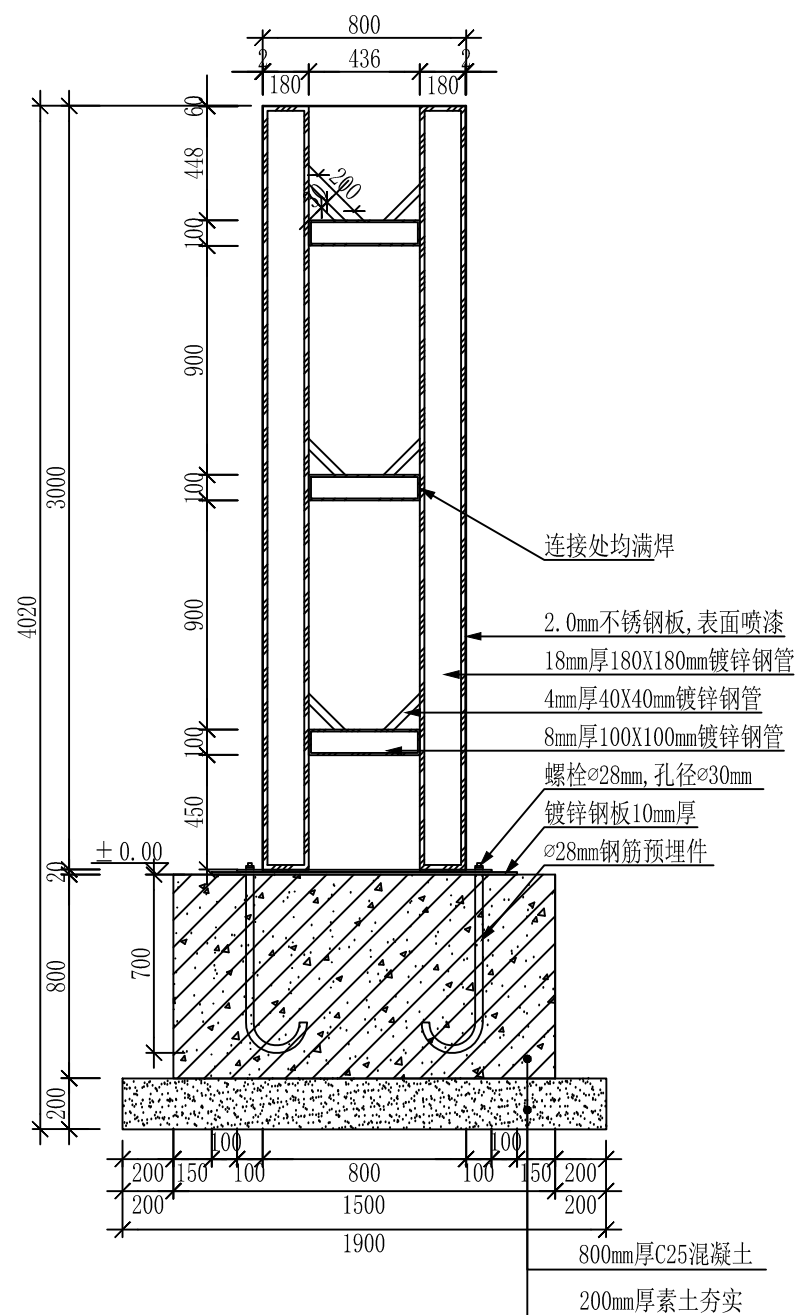 800
2 436 2
180 180
60
448
200
100
900
100
3000
连接处均满焊
4020
900
2.0mm不锈钢板,表面喷漆
18mm厚180X180mm镀锌钢管
4mm厚40X40mm镀锌钢管
100
8mm厚100X100mm镀锌钢管
螺栓⌀28mm,孔径⌀30mm
450
镀锌钢板10mm厚
±0.00
⌀28mm钢筋预埋件
20
700
800
200
100 100
200 150 100 800 100 150 200
200 1500 200
1900
800mm厚C25混凝土
200mm厚素土夯实